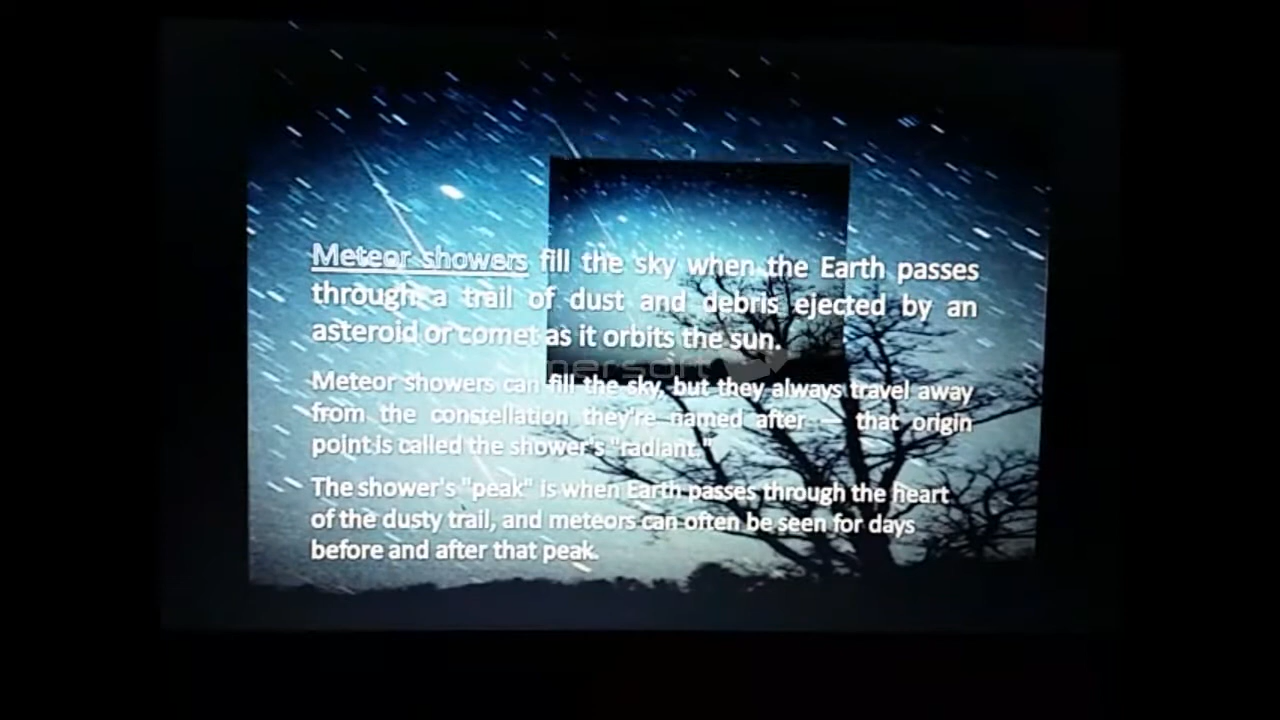 Meteor showers fill the sky when the Earth passes
through a trail of dust and debris ejected by an
asteroid or comet as it orbits the sun.
Meteor showers can fill the sky, but they always travel away
from the constellation they're named after — that origin
point is called the shower's "radiant."
The shower's "peak" is when Earth passes through the heart
of the dusty trail, and meteors can often be seen for days
before and after that peak.